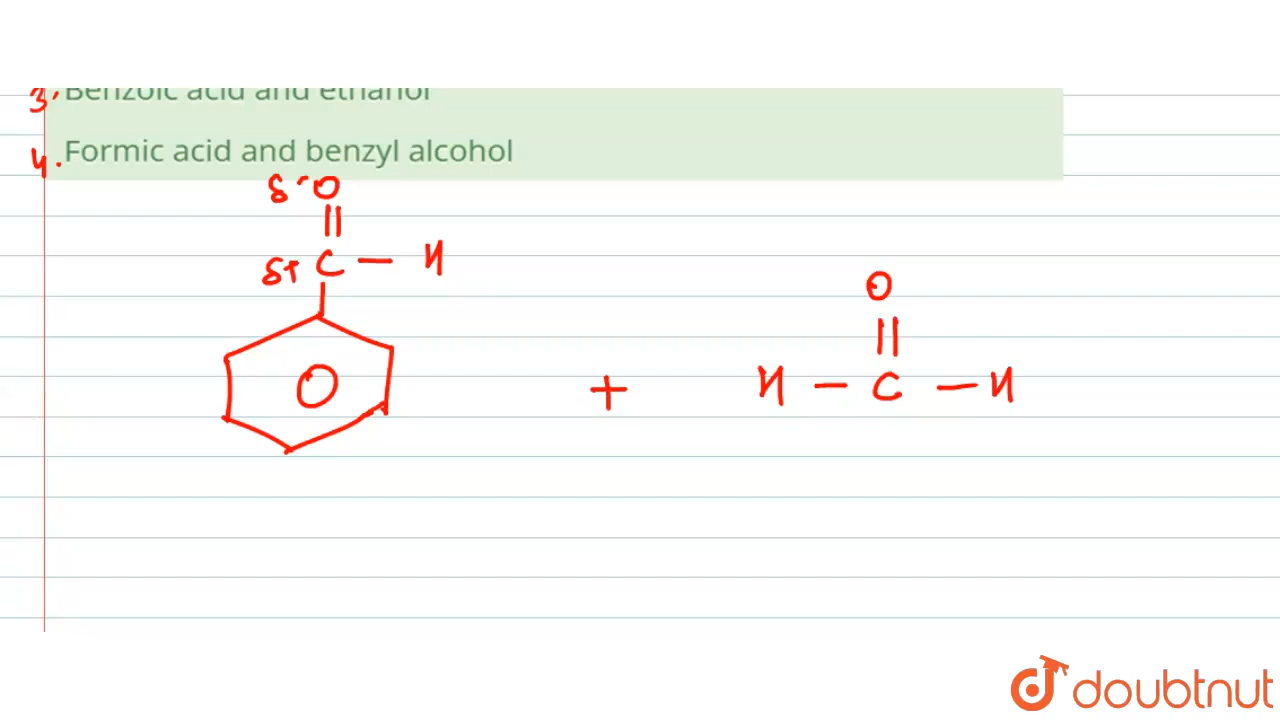 3. Benzoic acid and ethanol
4. Formic acid and benzyl alcohol
δ- O
δ+ C — H
O
+
H — C — H
doubtnut